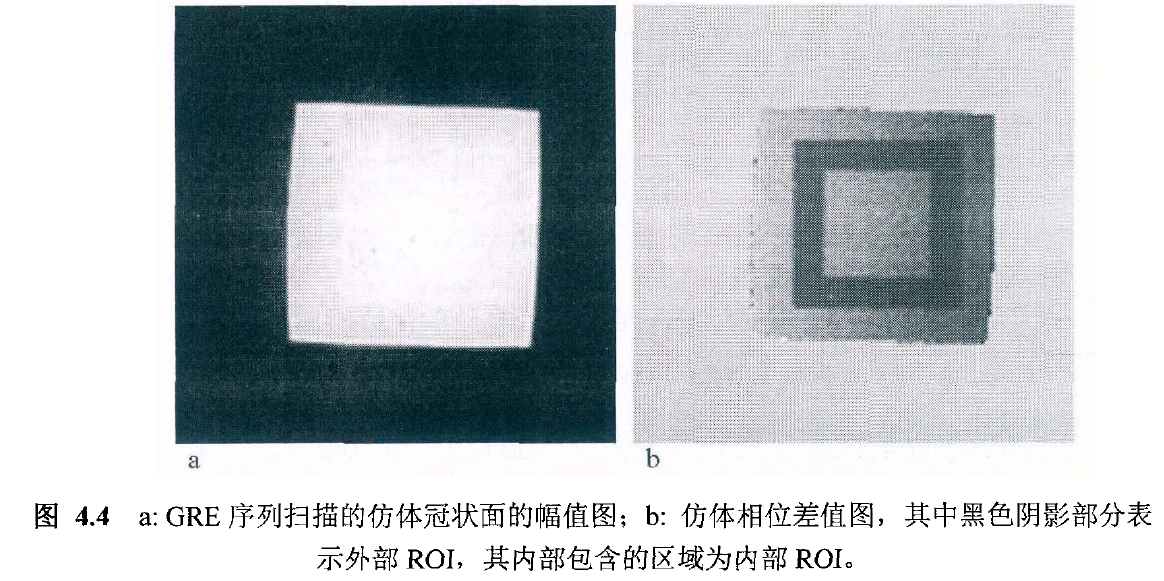 a
b
图 4.4 a: GRE 序列扫描的仿体冠状面的幅值图；b: 仿体相位差值图，其中黑色阴影部分表
示外部 ROI，其内部包含的区域为内部 ROI。